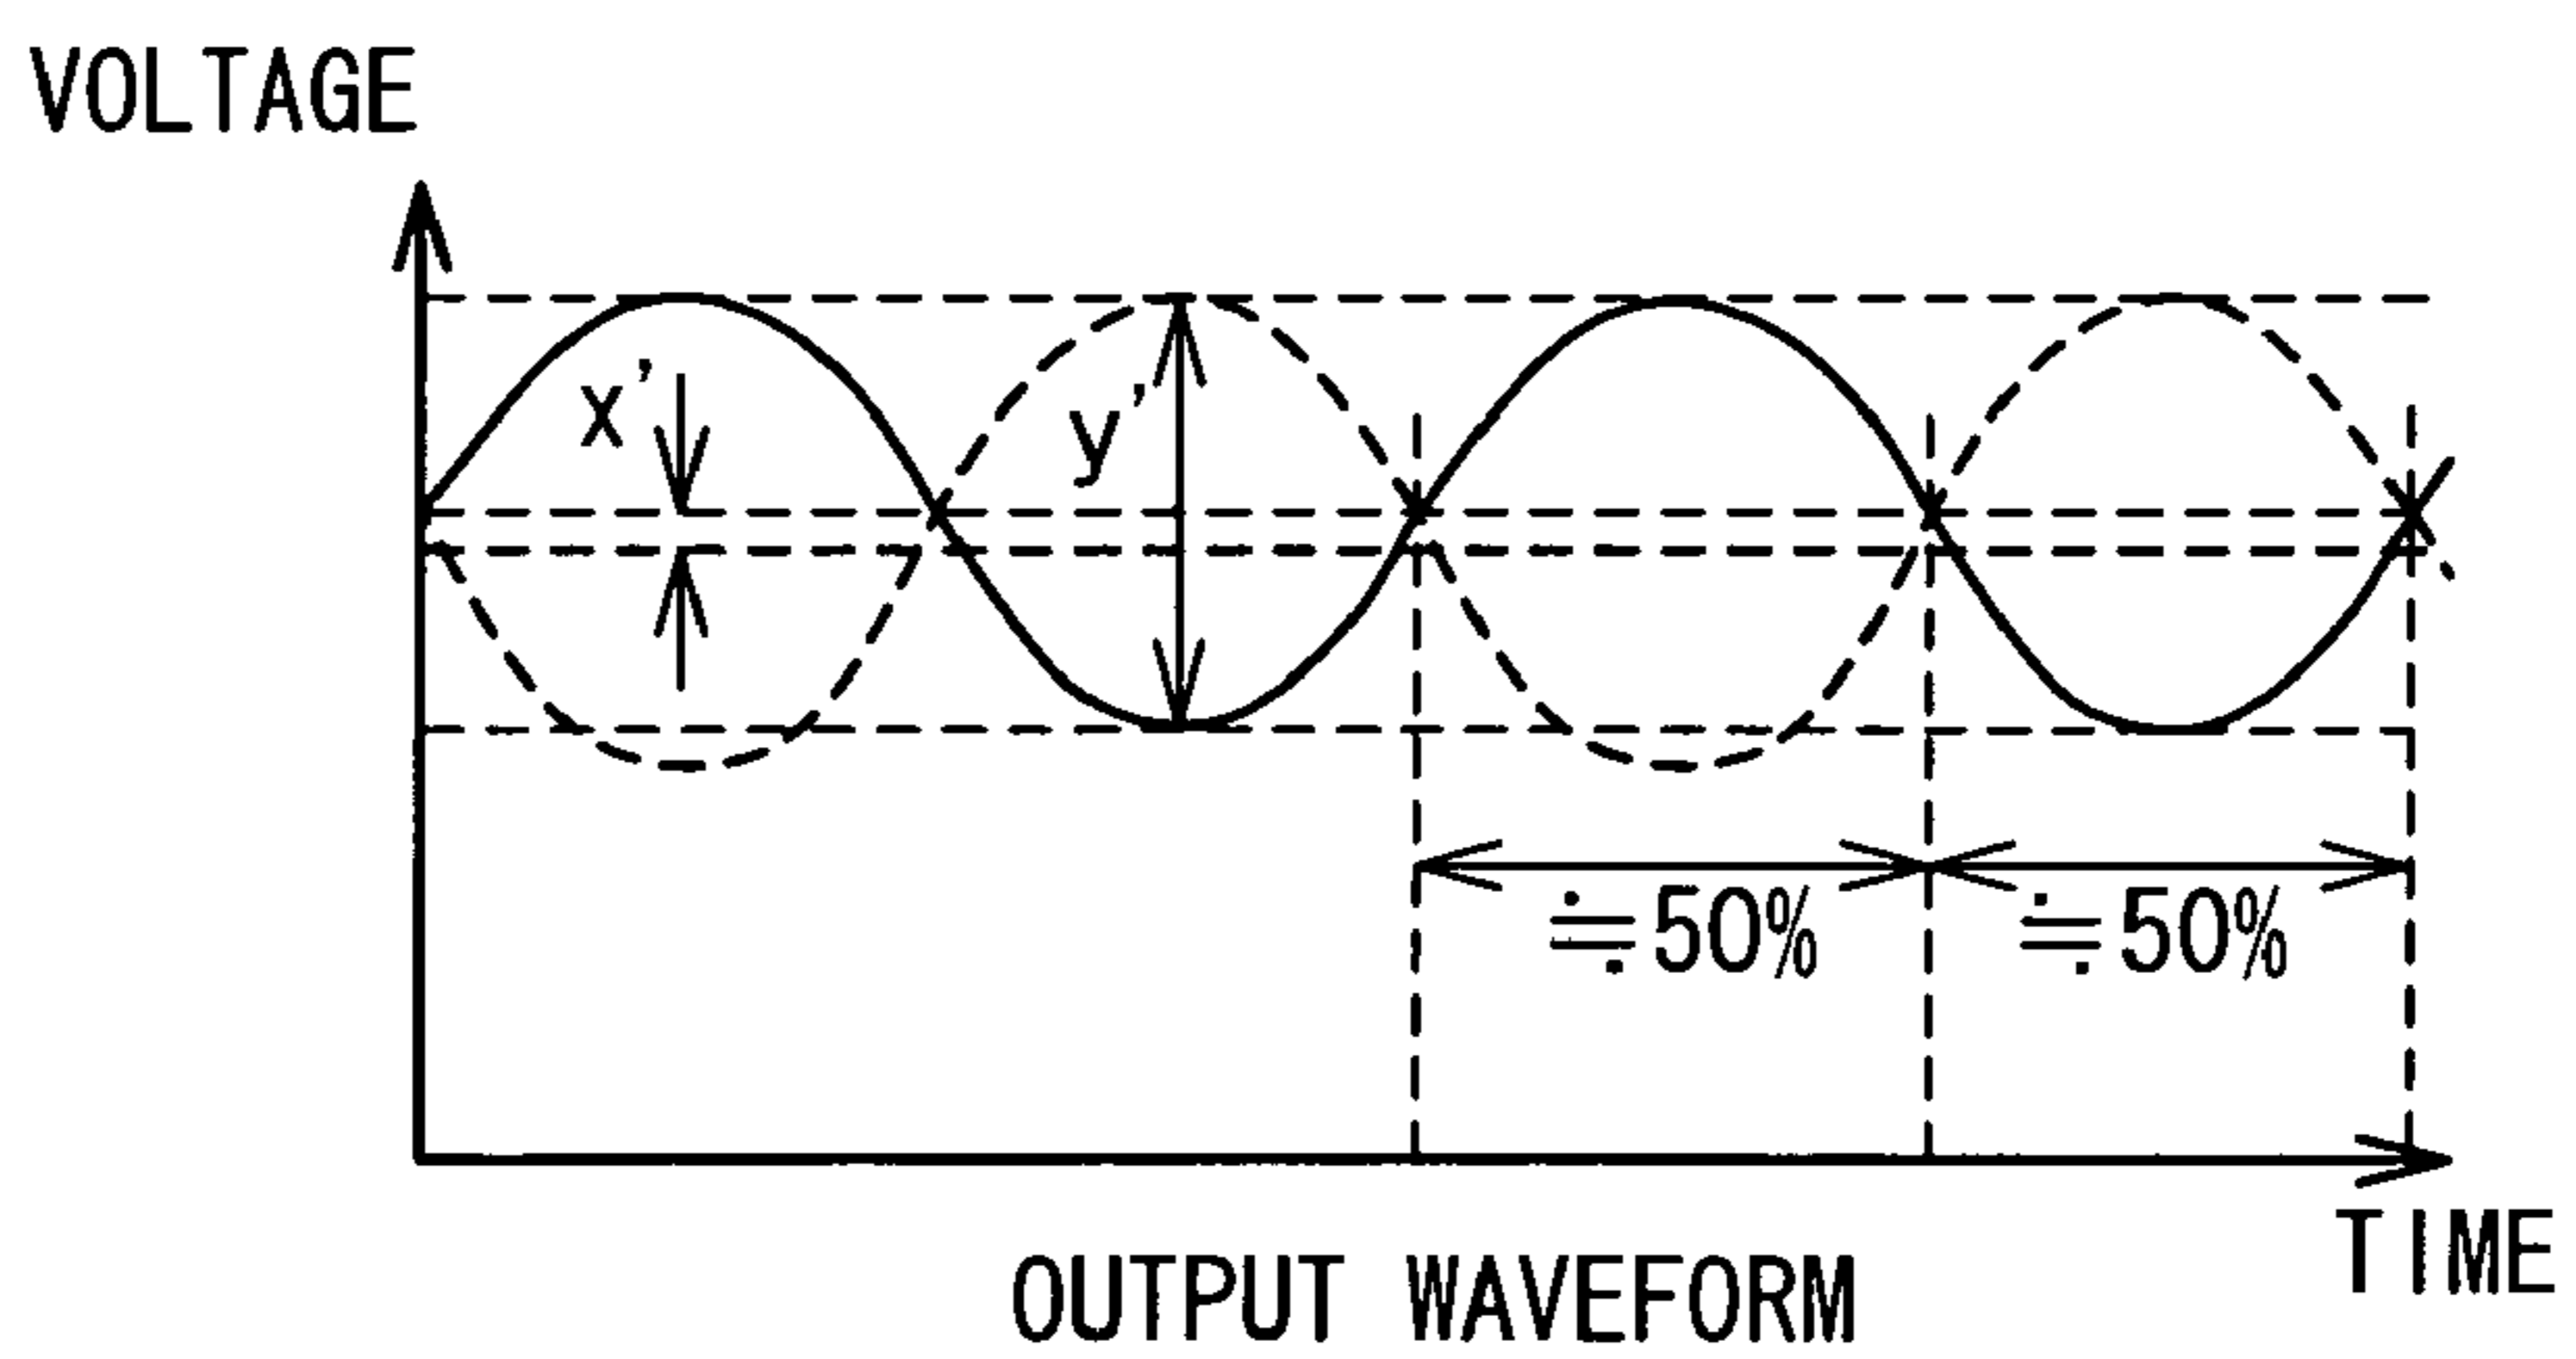 VOLTAGE
x’
y’
≒50% ≒50%
TIME
OUTPUT WAVEFORM